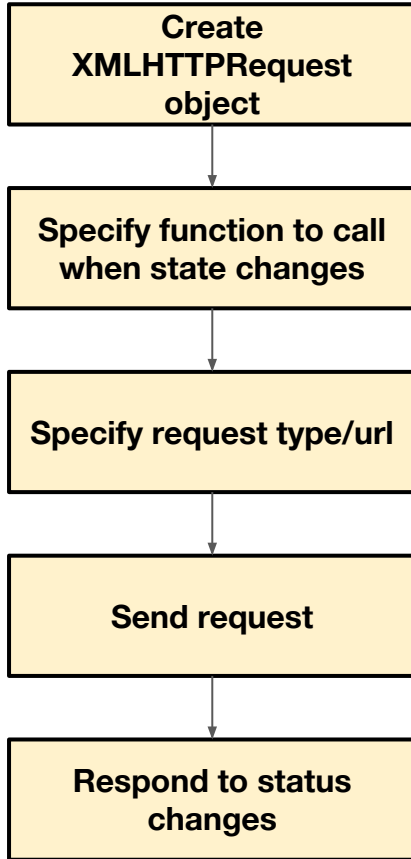 Create
XMLHTTPRequest
object
Specify function to call
when state changes
Specify request type/url
Send request
Respond to status
changes